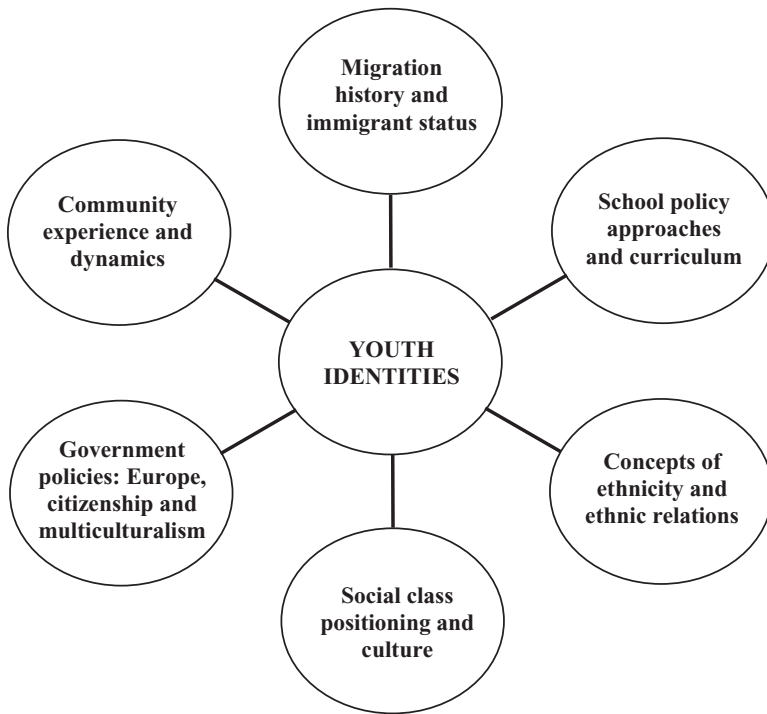 Migration
history and
immigrant status
Community
experience and
dynamics
School policy
approaches
and curriculum
YOUTH
IDENTITIES
Government
policies: Europe,
citizenship and
multiculturalism
Concepts of
ethnicity and
ethnic relations
Social class
positioning and
culture